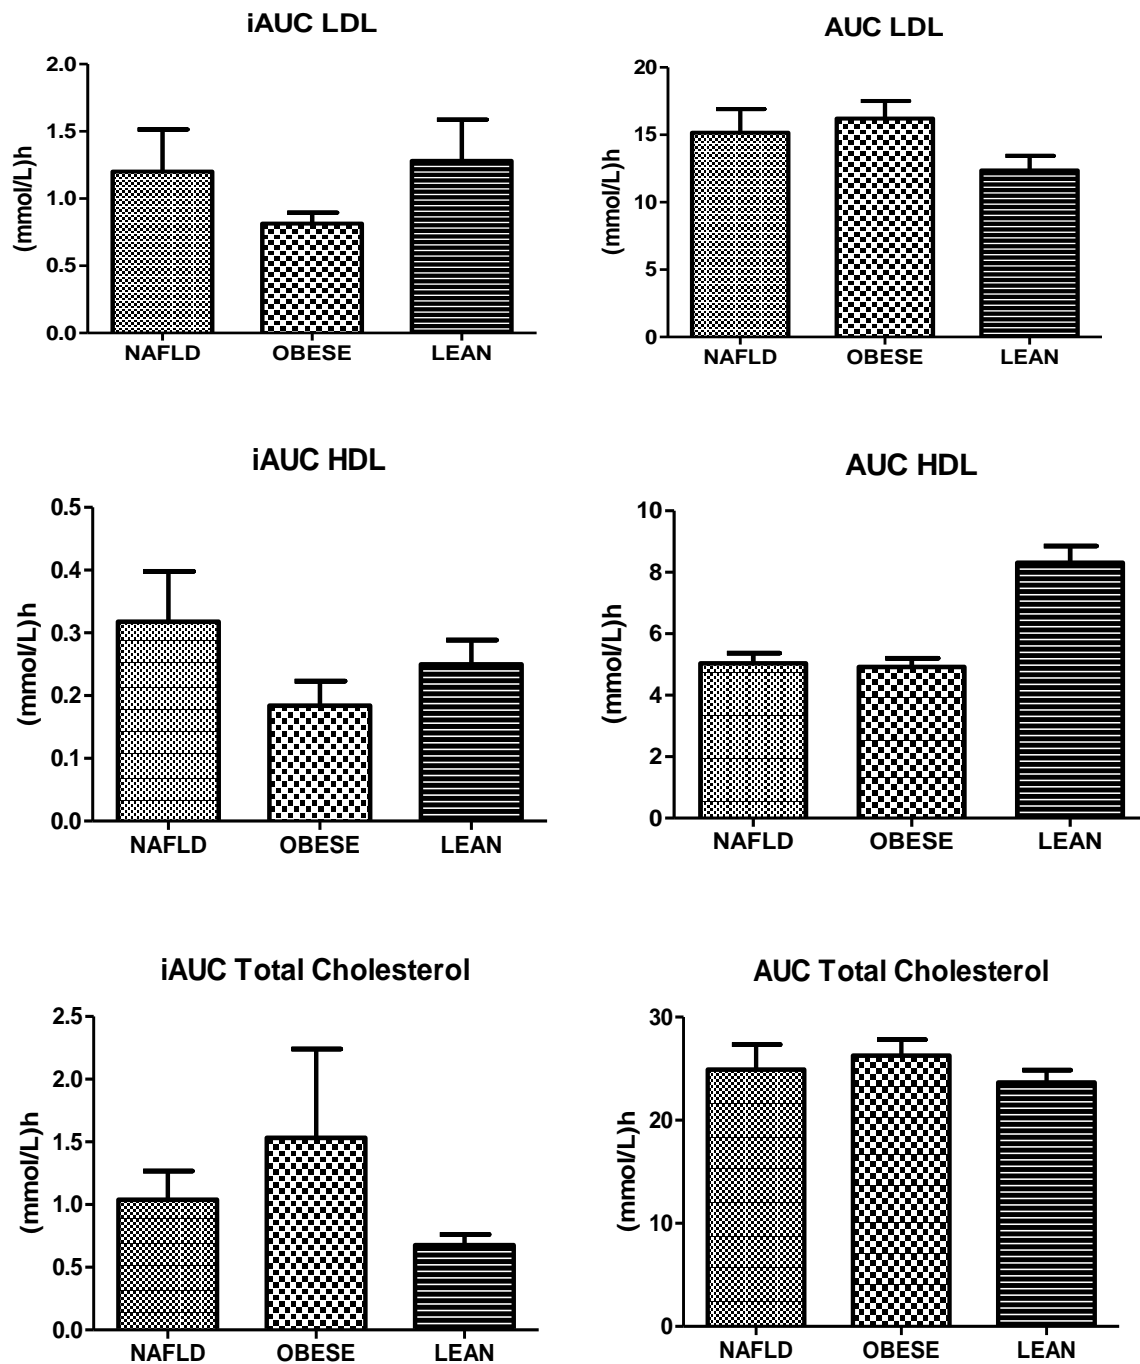 iAUC LDL
(mmol/L)h
2.0
1.5
1.0
0.5
0.0
NAFLD OBESE LEAN
AUC LDL
(mmol/L)h
20
15
10
5
0
NAFLD OBESE LEAN
iAUC HDL
(mmol/L)h
0.5
0.4
0.3
0.2
0.1
0.0
NAFLD OBESE LEAN
AUC HDL
(mmol/L)h
10
8
6
4
2
0
NAFLD OBESE LEAN
iAUC Total Cholesterol
(mmol/L)h
2.5
2.0
1.5
1.0
0.5
0.0
NAFLD OBESE LEAN
AUC Total Cholesterol
(mmol/L)h
30
20
10
0
NAFLD OBESE LEAN